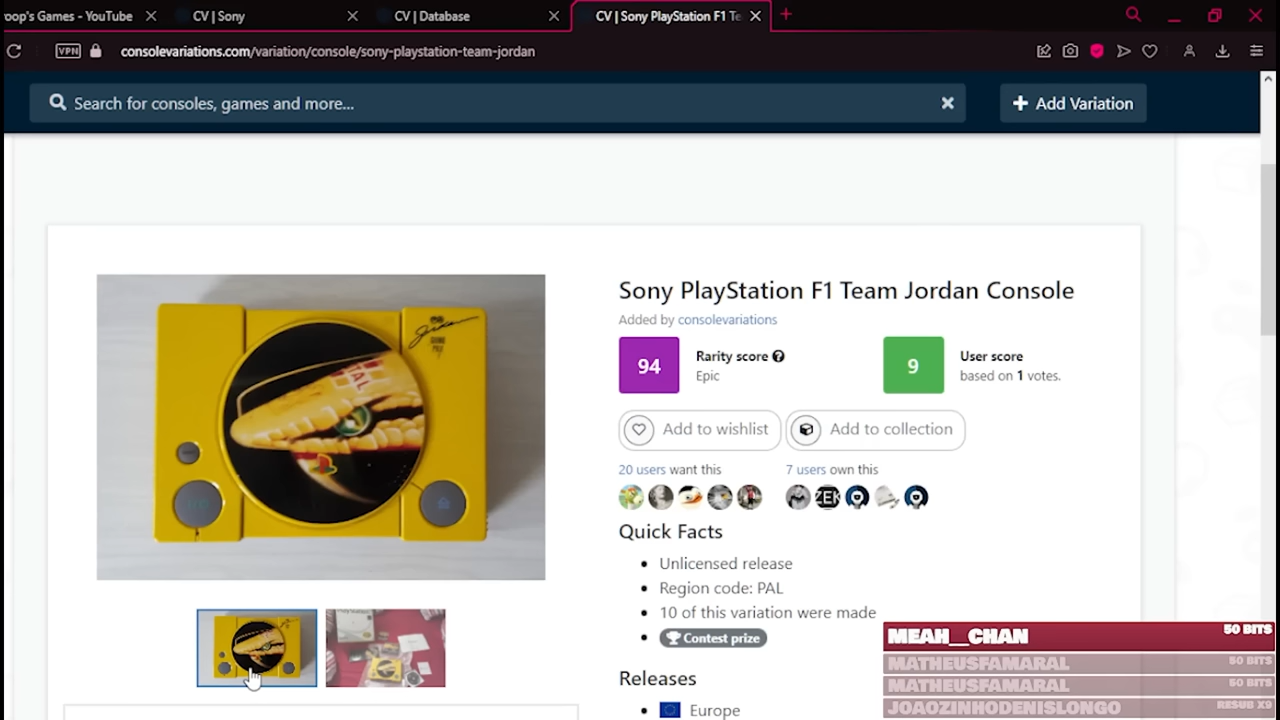 roop's Games - YouTube
CV | Sony
CV | Database
CV | Sony PlayStation F1 Te
VPN
consolevariations.com/variation/console/sony-playstation-team-jordan
Search for consoles, games and more...
Add Variation
Sony PlayStation F1 Team Jordan Console
Added by consolevariations
94
Rarity score
Epic
9
User score
based on 1 votes.
Add to wishlist
Add to collection
20 users want this
7 users own this
ZEK
Quick Facts
Unlicensed release
Region code: PAL
10 of this variation were made
Contest prize
Releases
Europe
MEAH__CHAN 50 BITS
MATHEUSFAMARAL 50 BITS
MATHEUSFAMARAL 50 BITS
JOAOZINHODENISLONGO RESUB X9